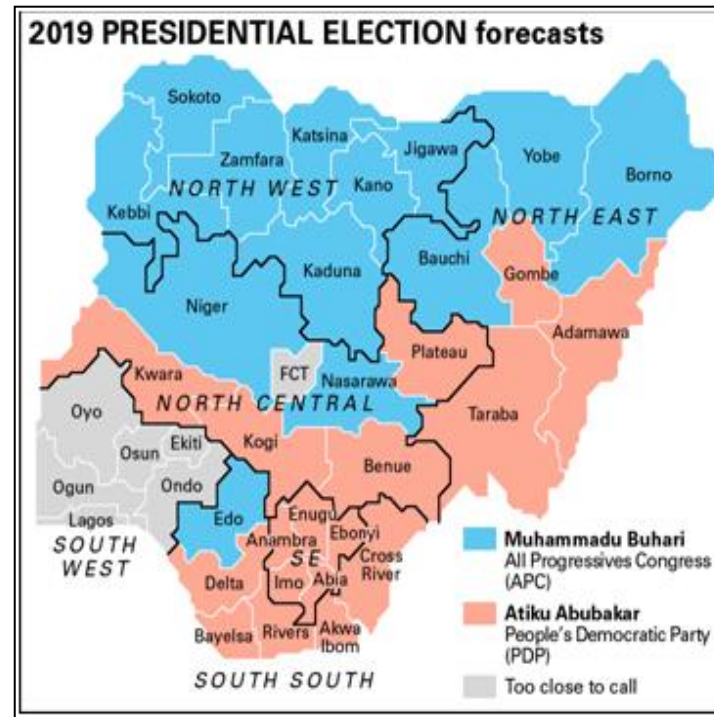 2019 PRESIDENTIAL ELECTION forecasts
Sokoto
Katsina
Jigawa
Yobe
Borno
Zamfara
Kano
NORTH WEST
Kebbi
NORTH EAST
Kaduna
Bauchi
Gombe
Niger
Adamawa
Plateau
FCT
Nasarawa
Kwara
Taraba
NORTH CENTRAL
Oyo
Kogi
Ekiti
Osun
Benue
Ogun
Ondo
Lagos
Edo
Enugu
SOUTH
WEST
Anambra
Ebonyi
SE
Cross
River
Delta
Imo
Abia
Bayelsa
Rivers
Akwa
Ibom
SOUTH SOUTH
Muhammadu Buhari
All Progressives Congress
(APC)
Atiku Abubakar
People's Democratic Party
(PDP)
Too close to call